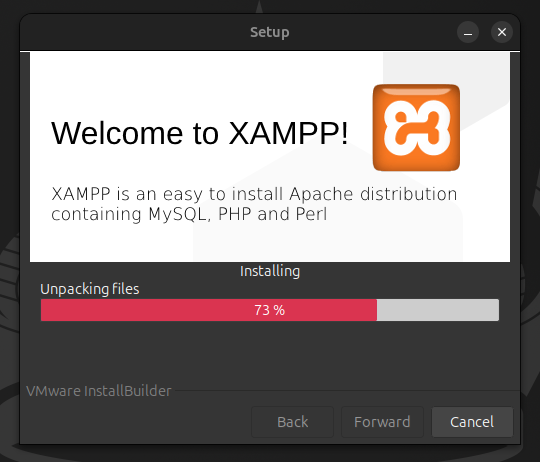 Setup
Welcome to XAMPP!
XAMPP is an easy to install Apache distribution
containing MySQL, PHP and Perl
Installing
Unpacking files
73 %
VMware InstallBuilder
Back
Forward
Cancel